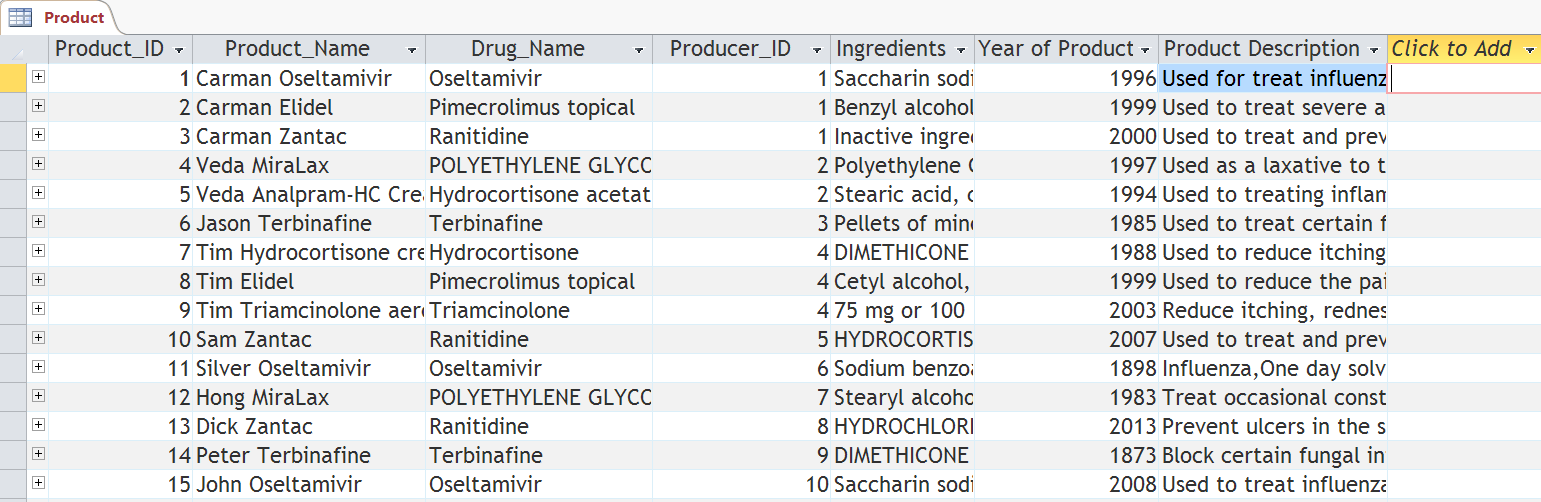 Product
Product_ID Product_Name Drug_Name Producer_ID Ingredients Year of Product Product Description Click to Add
1 Carman Oseltamivir Oseltamivir 1 Saccharin sodi 1996 Used for treat influenz
2 Carman Elidel Pimecrolimus topical 1 Benzyl alcohol 1999 Used to treat severe a
3 Carman Zantac Ranitidine 1 Inactive ingre 2000 Used to treat and prev
4 Veda MiraLax POLYETHYLENE GLYCO 2 Polyethylene G 1997 Used as a laxative to t
5 Veda Analpram-HC Cre Hydrocortisone acetat 2 Stearic acid, c 1994 Used to treating inflam
6 Jason Terbinafine Terbinafine 3 Pellets of mine 1985 Used to treat certain f
7 Tim Hydrocortisone cre Hydrocortisone 4 DIMETHICONE 1988 Used to reduce itching
8 Tim Elidel Pimecrolimus topical 4 Cetyl alcohol, 1999 Used to reduce the pai
9 Tim Triamcinolone aero Triamcinolone 4 75 mg or 100 2003 Reduce itching, rednes
10 Sam Zantac Ranitidine 5 HYDROCORTIS 2007 Used to treat and prev
11 Silver Oseltamivir Oseltamivir 6 Sodium benzoa 1898 Influenza,One day solv
12 Hong MiraLax POLYETHYLENE GLYCO 7 Stearyl alcoho 1983 Treat occasional const
13 Dick Zantac Ranitidine 8 HYDROCHLORI 2013 Prevent ulcers in the s
14 Peter Terbinafine Terbinafine 9 DIMETHICONE 1873 Block certain fungal in
15 John Oseltamivir Oseltamivir 10 Saccharin sodi 2008 Used to treat influenza